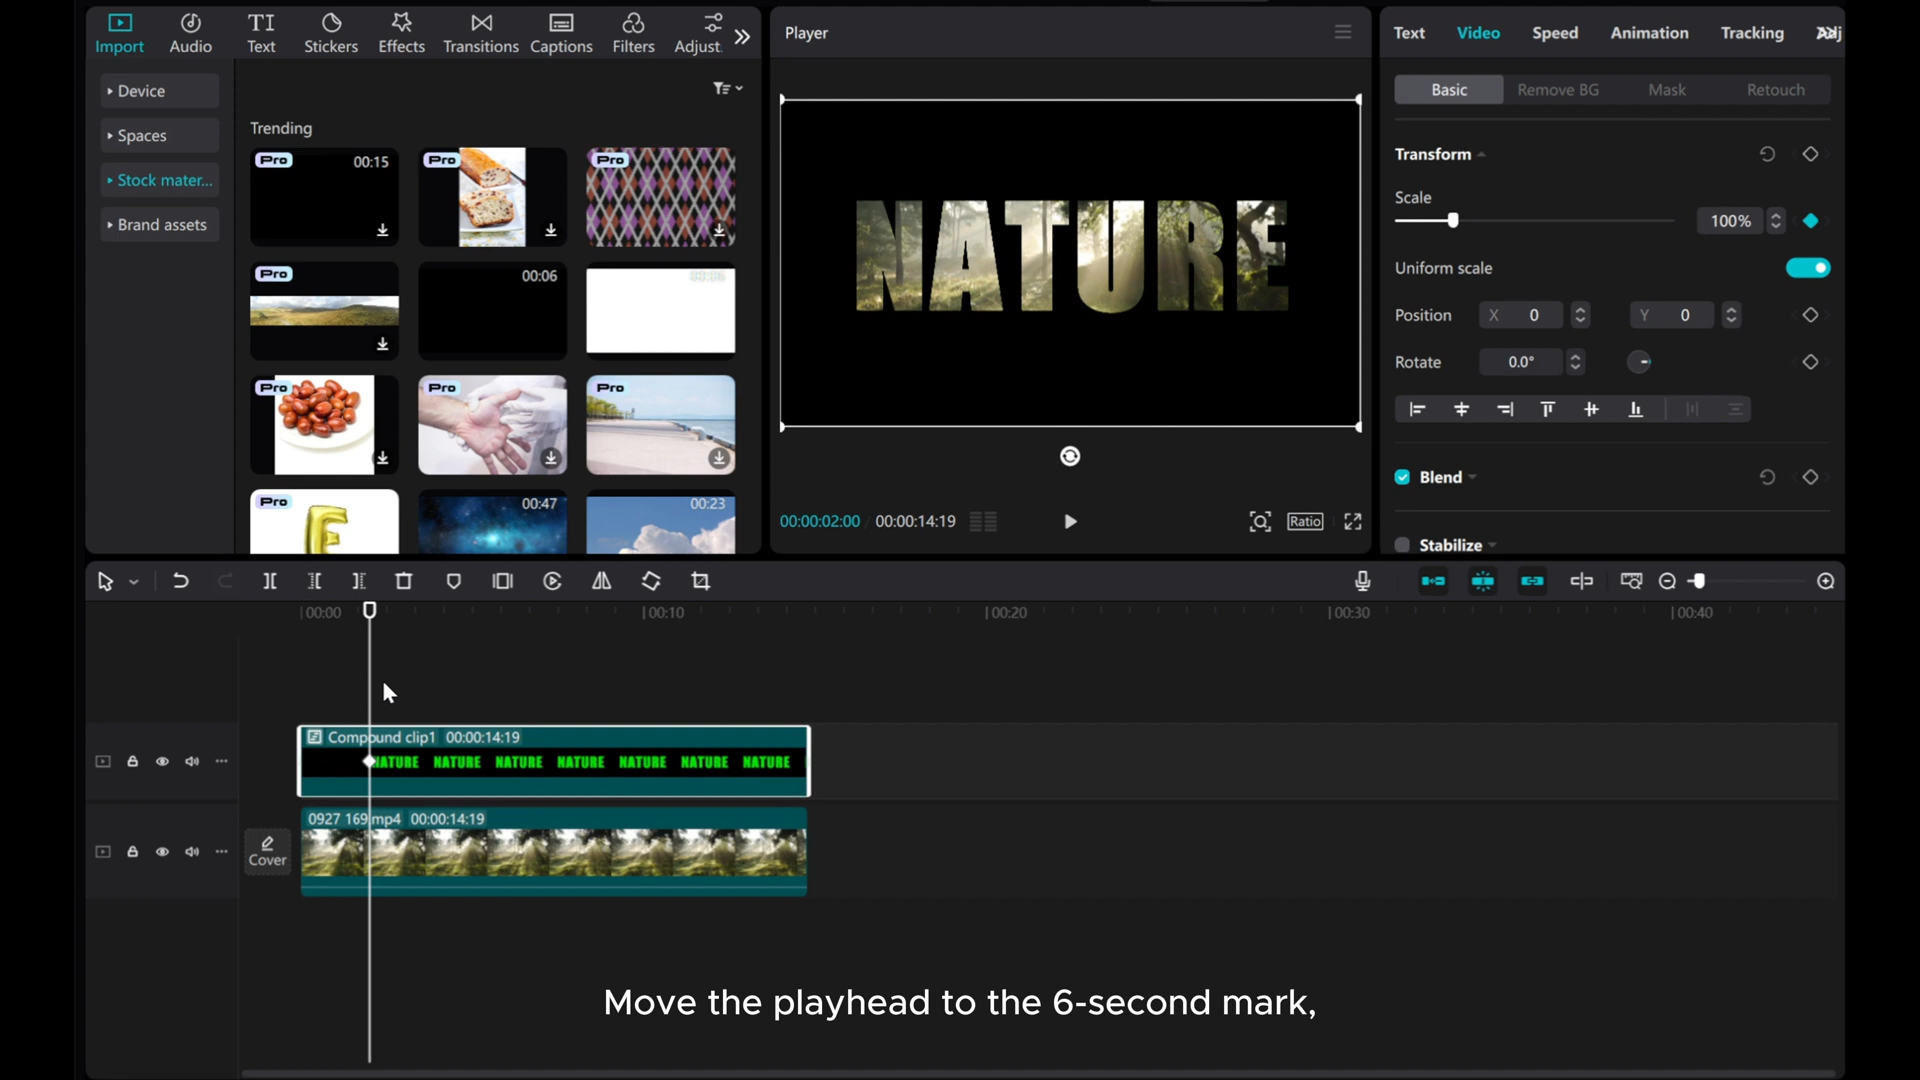 Import
Audio
Text
Stickers
Effects
Transitions
Captions
Filters
Adjust.
Player
Text
Video
Speed
Animation
Tracking
Device
Spaces
Stock mater...
Brand assets
Trending
Pro
00:15
Pro
Pro
Pro
00:06
00:06
Pro
Pro
Pro
Pro
00:47
00:23
NATURE
00:00:02:00
00:00:14:19
Ratio
Basic
Remove BG
Mask
Retouch
Transform
Scale
100%
Uniform scale
Position
X 0
Y 0
Rotate
0.0°
Blend
Stabilize
00:00
00:10
00:20
00:30
00:40
Compound clip1 00:00:14:19
NATURE NATURE NATURE NATURE NATURE NATURE NATURE
0927 169.mp4 00:00:14:19
Cover
Move the playhead to the 6-second mark,